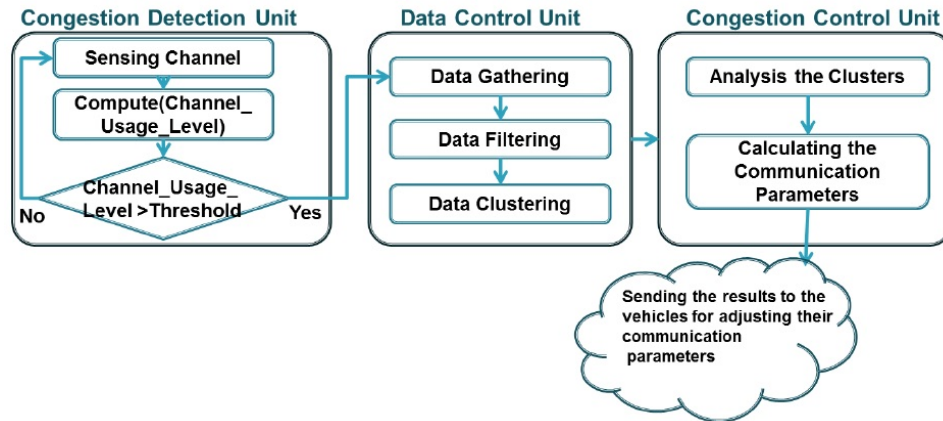 Congestion Detection Unit
Sensing Channel
Compute(Channel_
Usage_Level)
Channel_Usage_
Level >Threshold
No
Yes
Data Control Unit
Data Gathering
Data Filtering
Data Clustering
Congestion Control Unit
Analysis the Clusters
Calculating the
Communication
Parameters
Sending the results to the
vehicles for adjusting their
communication
parameters